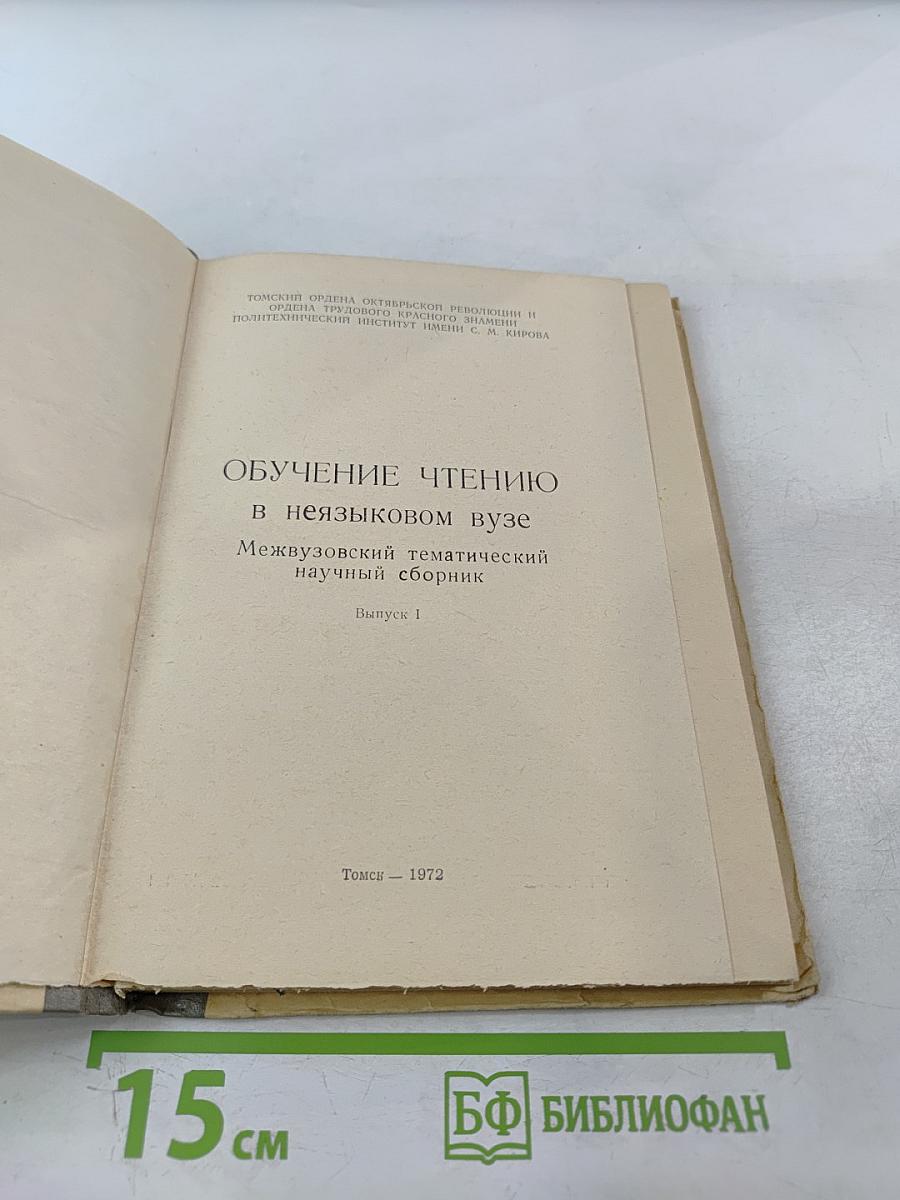 ТОМСКИЙ ОРДЕНА ОКТЯБРЬСКОЙ РЕВОЛЮЦИИ И
ОРДЕНА ТРУДОВОГО КРАСНОГО ЗНАМЕНИ
ПОЛИТЕХНИЧЕСКИЙ ИНСТИТУТ ИМЕНИ С. М. КИРОВА
ОБУЧЕНИЕ ЧТЕНИЮ
в неязыковом вузе
Межвузовский тематический
научный сборник
Выпуск I
Томск — 1972
15 см
БФ БИБЛИОФАН